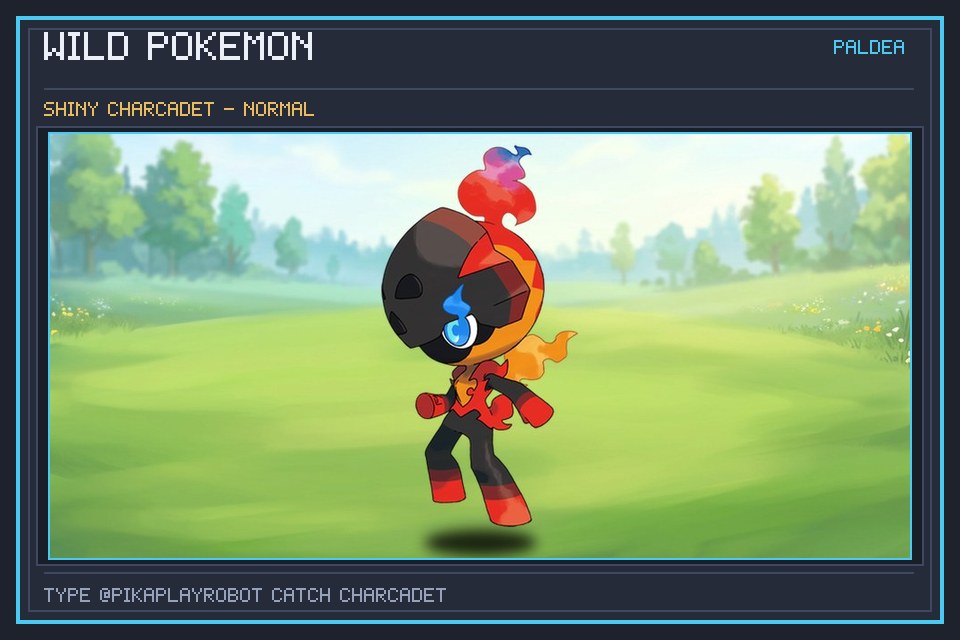 WILD POKEMON
PALDEA
SHINY CHARCADET - NORMAL
TYPE @PIKAPLAYROBOT CATCH CHARCADET